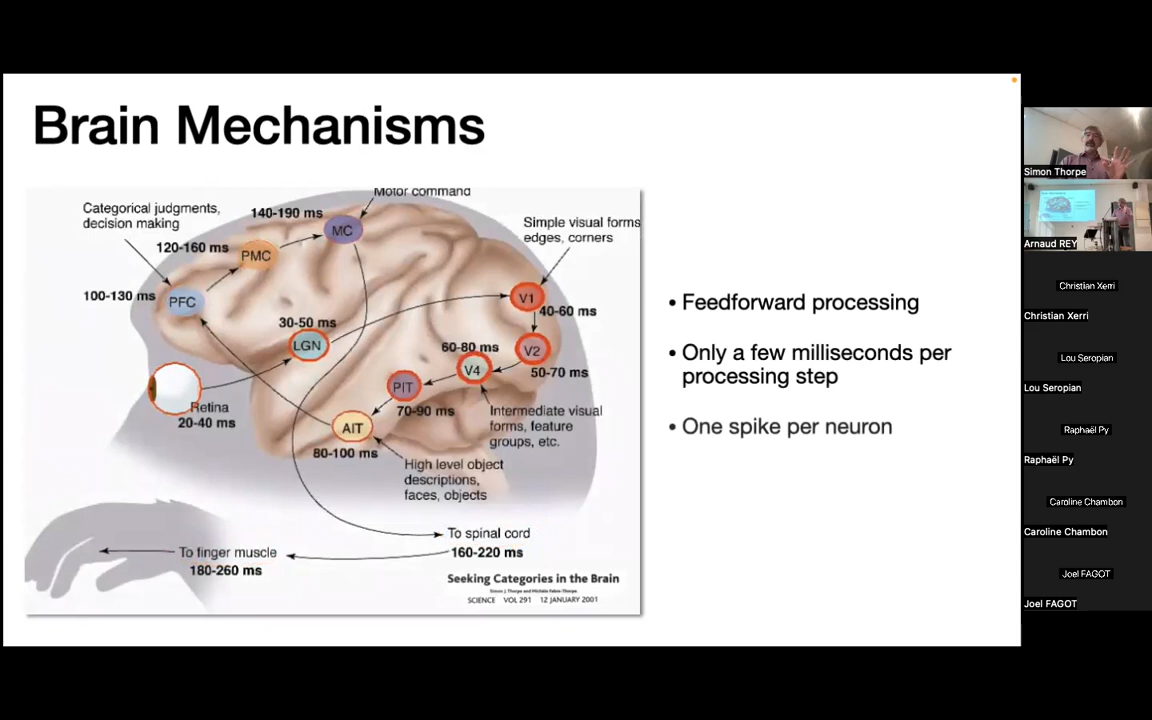 Brain Mechanisms
Motor command
Categorical judgments,
decision making
140-190 ms
MC
Simple visual forms
edges, corners
120-160 ms
PMC
100-130 ms
PFC
V1
40-60 ms
30-50 ms
LGN
60-80 ms
V2
50-70 ms
V4
PIT
70-90 ms
Retina
20-40 ms
Intermediate visual
forms, feature
groups, etc.
AIT
80-100 ms
High level object
descriptions,
faces, objects
To spinal cord
160-220 ms
To finger muscle
180-260 ms
Seeking Categories in the Brain
Simon J. Thorpe and Michèle Fabre-Thorpe
SCIENCE VOL 291 12 JANUARY 2001
• Feedforward processing
• Only a few milliseconds per
processing step
• One spike per neuron
Simon Thorpe
Arnaud REY
Christian Xerri
Christian Xerri
Lou Seropian
Lou Seropian
Raphaël Py
Raphaël Py
Caroline Chambon
Caroline Chambon
Joel FAGOT
Joel FAGOT